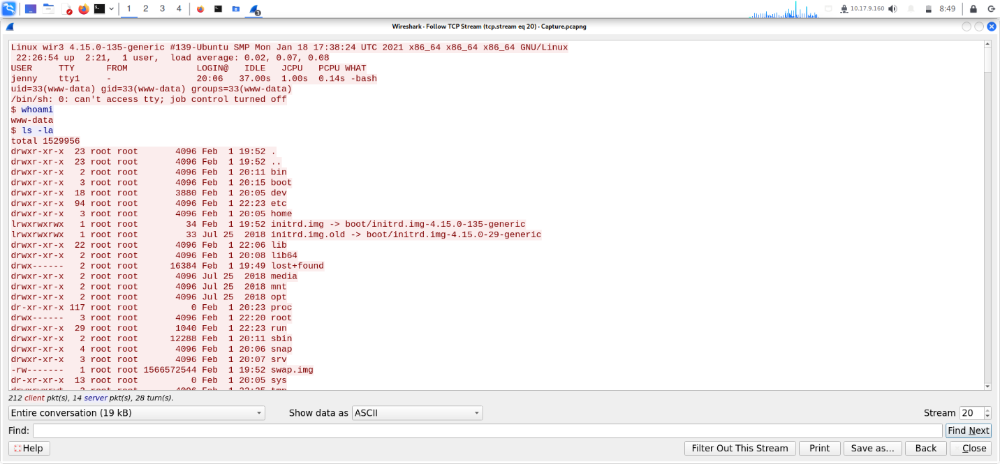 1 2 3 4 3 10.17.9.160 8:49
Wireshark · Follow TCP Stream (tcp.stream eq 20) · Capture.pcapng
Linux wir3 4.15.0-135-generic #139-Ubuntu SMP Mon Jan 18 17:38:24 UTC 2021 x86_64 x86_64 x86_64 GNU/Linux
22:26:54 up  2:21,  1 user,  load average: 0.02, 0.07, 0.08
USER     TTY      FROM             LOGIN@   IDLE   JCPU   PCPU WHAT
jenny    tty1     -                20:06   37.00s  1.00s  0.14s -bash
uid=33(www-data) gid=33(www-data) groups=33(www-data)
/bin/sh: 0: can't access tty; job control turned off
$ whoami
www-data
$ ls -la
total 1529956
drwxr-xr-x  23 root root       4096 Feb  1 19:52 .
drwxr-xr-x  23 root root       4096 Feb  1 19:52 ..
drwxr-xr-x   2 root root       4096 Feb  1 20:11 bin
drwxr-xr-x   3 root root       4096 Feb  1 20:15 boot
drwxr-xr-x  18 root root       3880 Feb  1 20:05 dev
drwxr-xr-x  94 root root       4096 Feb  1 22:23 etc
drwxr-xr-x   3 root root       4096 Feb  1 20:05 home
lrwxrwxrwx   1 root root         34 Feb  1 19:52 initrd.img -> boot/initrd.img-4.15.0-135-generic
lrwxrwxrwx   1 root root         33 Jul 25  2018 initrd.img.old -> boot/initrd.img-4.15.0-29-generic
drwxr-xr-x  22 root root       4096 Feb  1 22:06 lib
drwxr-xr-x   2 root root       4096 Feb  1 20:08 lib64
drwx------   2 root root      16384 Feb  1 19:49 lost+found
drwxr-xr-x   2 root root       4096 Jul 25  2018 media
drwxr-xr-x   2 root root       4096 Jul 25  2018 mnt
drwxr-xr-x   2 root root       4096 Jul 25  2018 opt
dr-xr-xr-x 117 root root          0 Feb  1 20:23 proc
drwx------   3 root root       4096 Feb  1 22:20 root
drwxr-xr-x  29 root root       1040 Feb  1 22:23 run
drwxr-xr-x   2 root root      12288 Feb  1 20:11 sbin
drwxr-xr-x   4 root root       4096 Feb  1 20:06 snap
drwxr-xr-x   3 root root       4096 Feb  1 20:07 srv
-rw-------   1 root root 1566572544 Feb  1 19:52 swap.img
dr-xr-xr-x  13 root root          0 Feb  1 20:05 sys
212 client pkt(s), 14 server pkt(s), 28 turn(s).
Entire conversation (19 kB) Show data as ASCII Stream 20
Find: Find Next
Help Filter Out This Stream Print Save as... Back Close